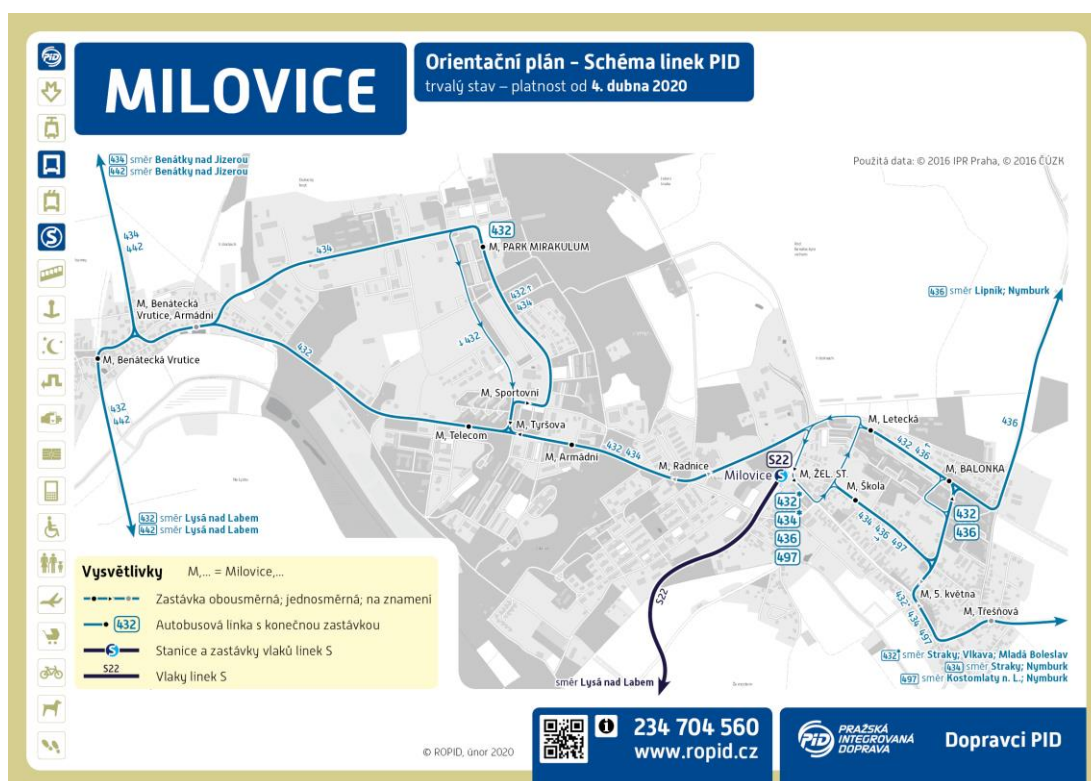 PID
MILOVICE
Orientační plán – Schéma linek PID
trvalý stav – platnost od 4. dubna 2020
Použitá data: © 2016 IPR Praha, © 2016 ČÚZK
434 směr Benátky nad Jizerou
442 směr Benátky nad Jizerou
434
442
434
432
M, PARK MIRAKULUM
432↑
434
↓432
436 směr Lipník; Nymburk
M, Benátecká
Vrutice, Armádní
M, Benátecká Vrutice
432
432
442
M, Sportovní
M, Tyršova
M, Telecom
M, Armádní
432 434
M, Radnice
S22
Milovice S
M, ŽEL. ST.
432*
434*
436
497
M, Letecká
432 436
←
M, BALONKA
432
436
436
M, Škola
434 436 497
→
M, 5. května
432*
434
497
M, Třešňová
432 směr Lysá nad Labem
442 směr Lysá nad Labem
S22
směr Lysá nad Labem
432* směr Straky; Vlkava; Mladá Boleslav
434 směr Straky; Nymburk
497 směr Kostomlaty n. L.; Nymburk
Vysvětlivky M,... = Milovice,...
Zastávka obousměrná; jednosměrná; na znamení
432 Autobusová linka s konečnou zastávkou
S Stanice a zastávky vlaků linek S
S22 Vlaky linek S
© ROPID, únor 2020
234 704 560
www.ropid.cz
PID PRAŽSKÁ
INTEGROVANÁ
DOPRAVA
Dopravci PID